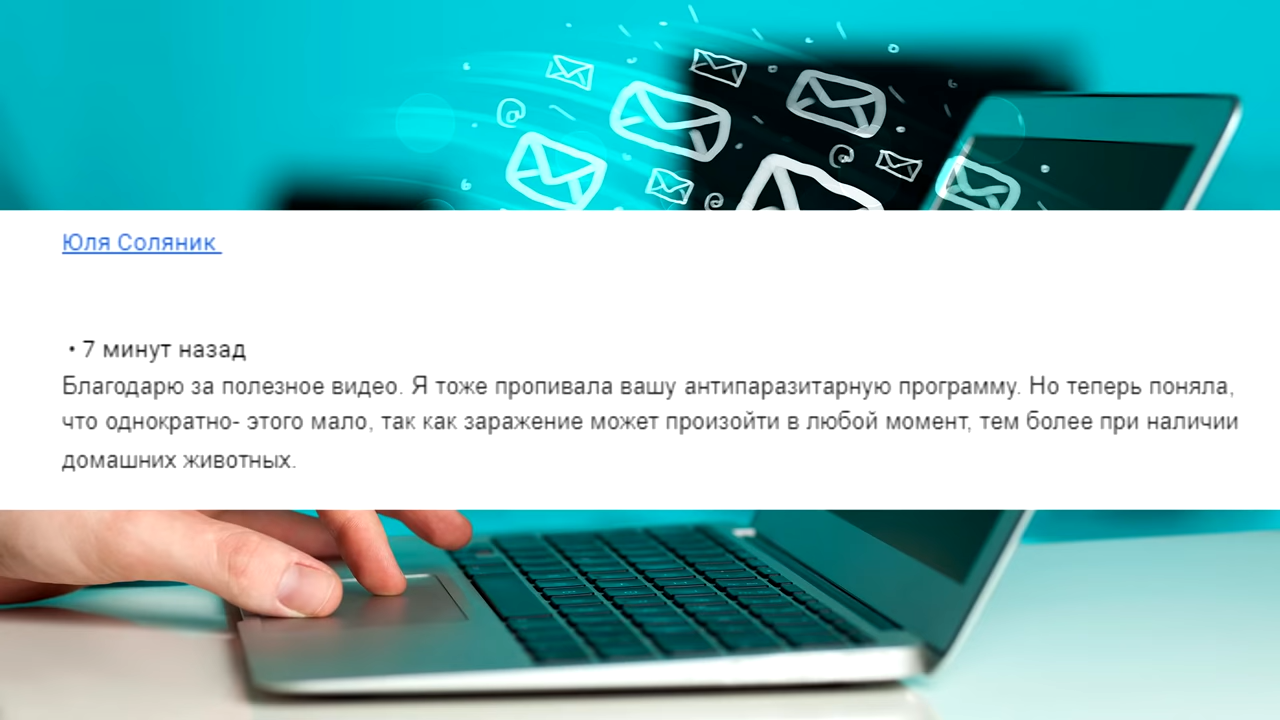 Юля Соляник
• 7 минут назад
Благодарю за полезное видео. Я тоже пропивала вашу антипаразитарную программу. Но теперь поняла,
что однократно- этого мало, так как заражение может произойти в любой момент, тем более при наличии
домашних животных.